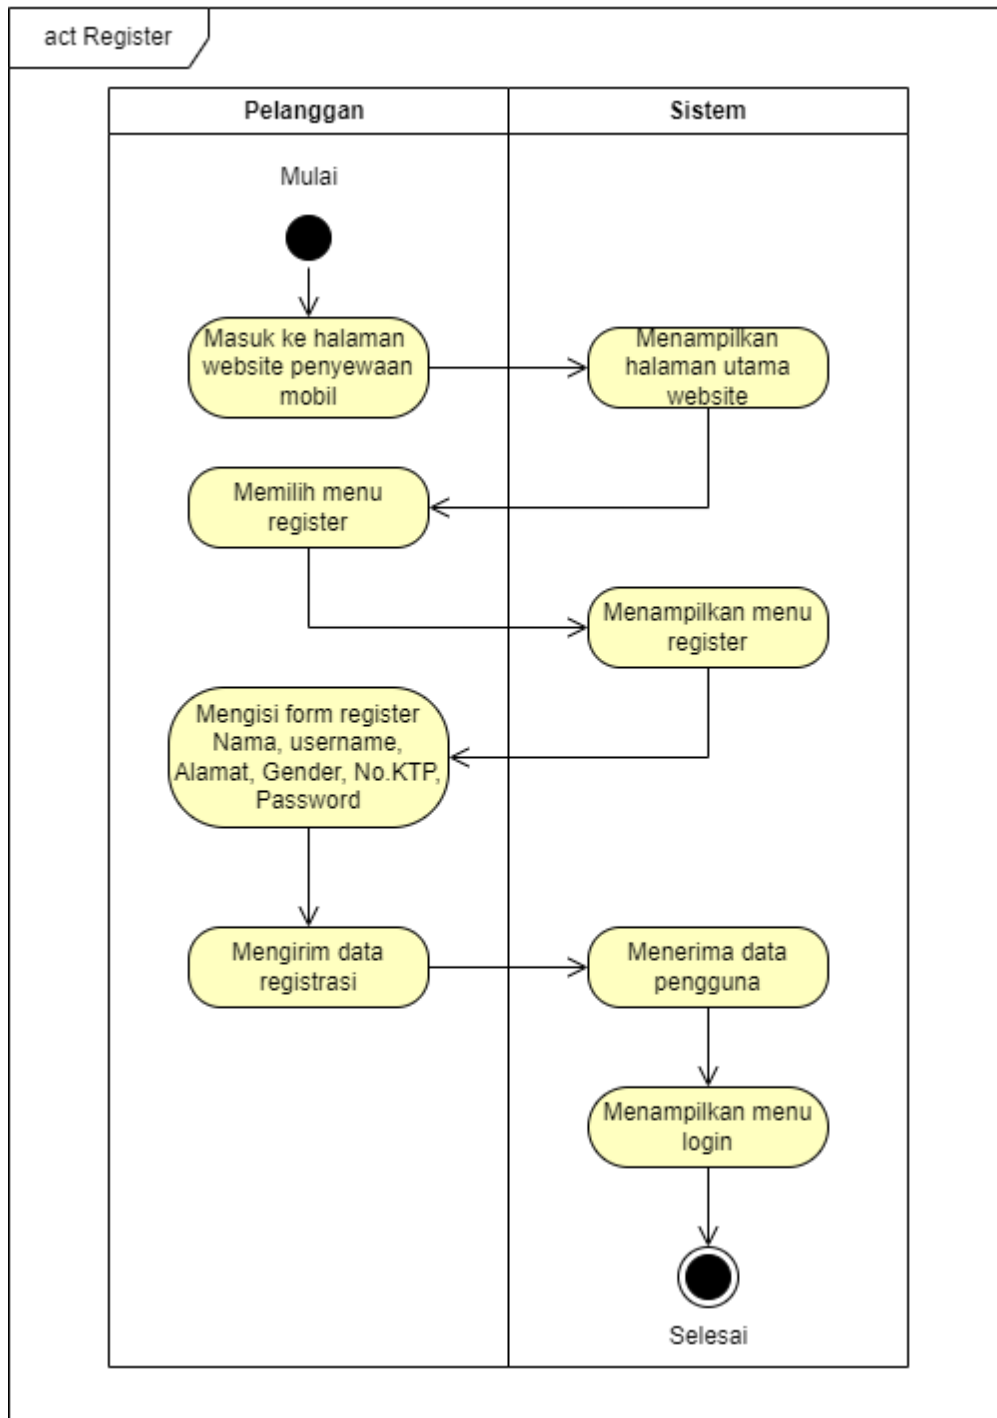 act Register
Pelanggan
Sistem
Mulai
Masuk ke halaman
website penyewaan
mobil
Menampilkan
halaman utama
website
Memilih menu
register
Menampilkan menu
register
Mengisi form register
Nama, username,
Alamat, Gender, No.KTP,
Password
Mengirim data
registrasi
Menerima data
pengguna
Menampilkan menu
login
Selesai